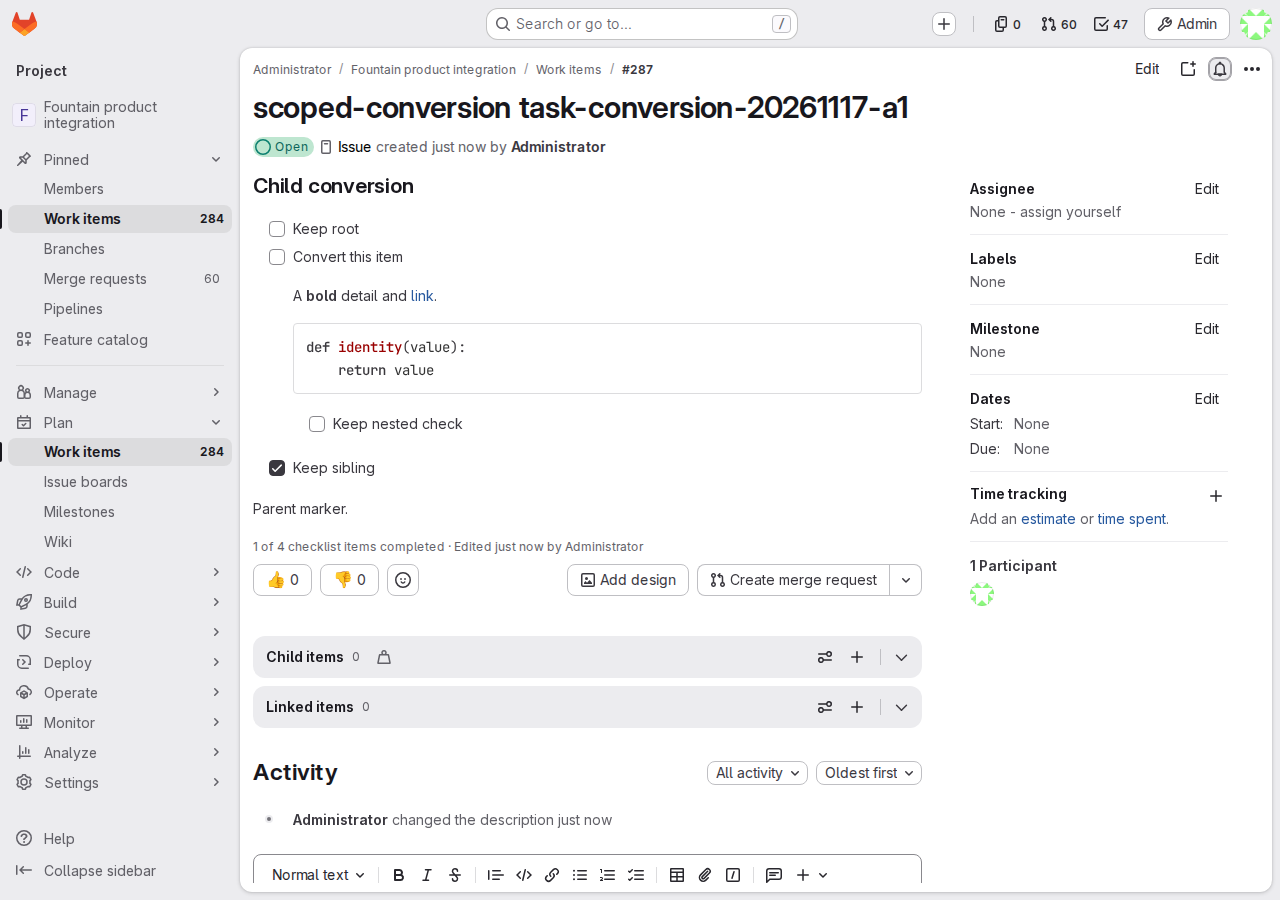 Search or go to...
/
0
60
47
Admin
Project
F
Fountain product integration
Pinned
Members
Work items 284
Branches
Merge requests 60
Pipelines
Feature catalog
Manage
Plan
Work items 284
Issue boards
Milestones
Wiki
Code
Build
Secure
Deploy
Operate
Monitor
Analyze
Settings
Help
Collapse sidebar
Administrator / Fountain product integration / Work items / #287
Edit
scoped-conversion task-conversion-20261117-a1
Open Issue created just now by Administrator
Child conversion
Keep root
Convert this item
A bold detail and link.
def identity(value):
    return value
Keep nested check
Keep sibling
Parent marker.
1 of 4 checklist items completed · Edited just now by Administrator
👍 0
👎 0
Add design
Create merge request
Child items 0
Linked items 0
Activity
All activity
Oldest first
Administrator changed the description just now
Normal text
Assignee Edit
None - assign yourself
Labels Edit
None
Milestone Edit
None
Dates Edit
Start: None
Due: None
Time tracking
Add an estimate or time spent.
1 Participant